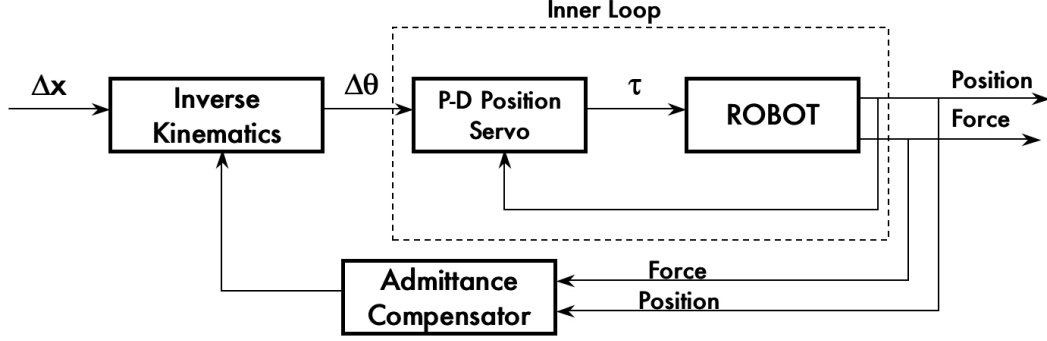 Inner Loop
Δx
Inverse
Kinematics
Δθ
P-D Position
Servo
τ
ROBOT
Position
Force
Admittance
Compensator
Force
Position